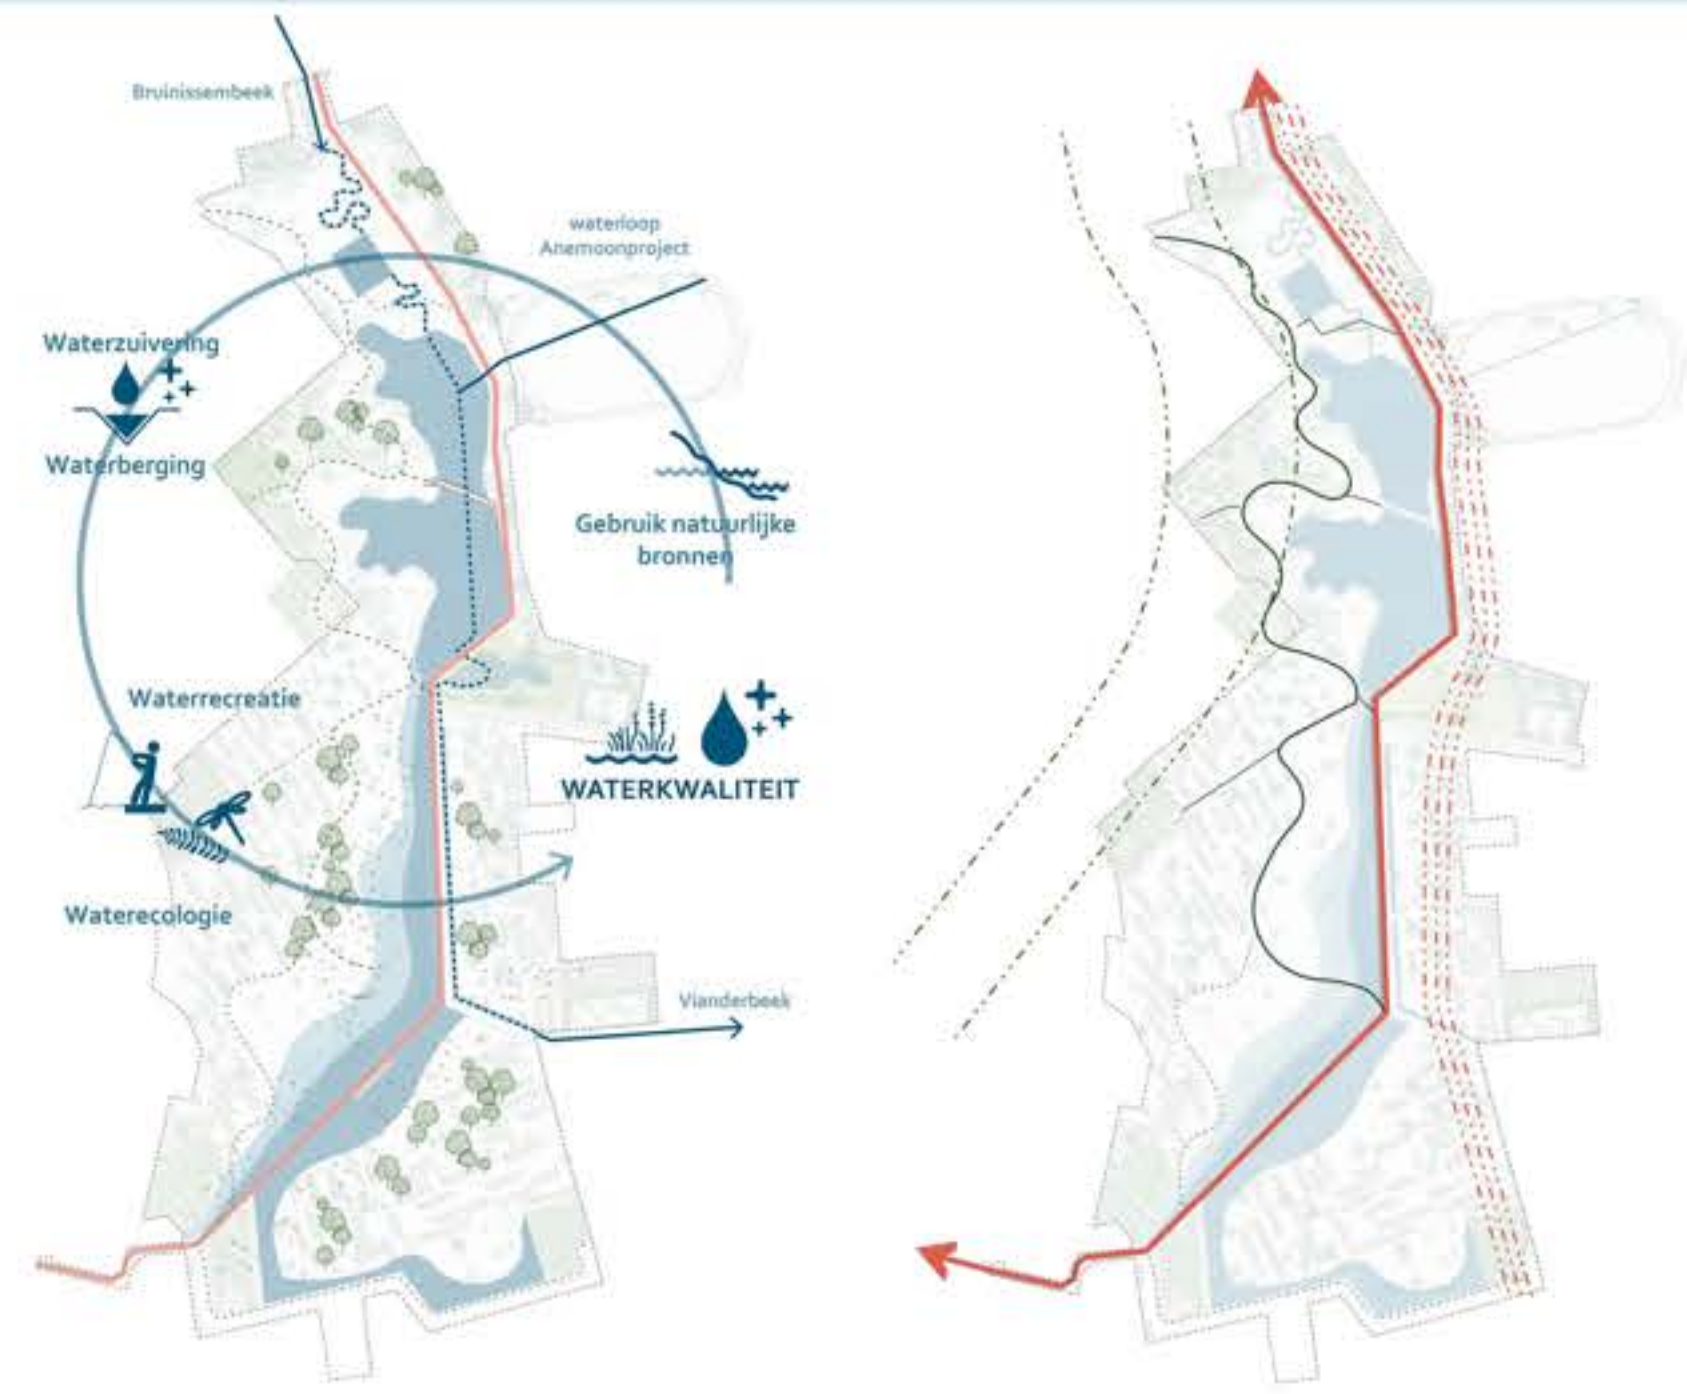 Bruinissembeek
waterloop
Anemoonproject
Waterzuivering
Waterberging
Gebruik natuurlijke
bronnen
Waterrecreatie
WATERKWALITEIT
Waterecologie
Vianderbeek